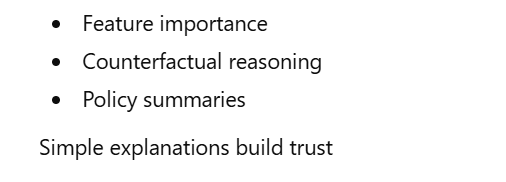 • Feature importance
• Counterfactual reasoning
• Policy summaries
Simple explanations build trust